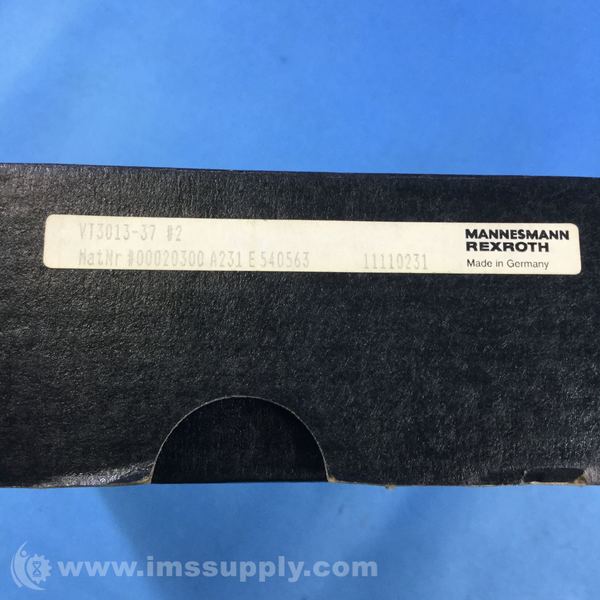 VT3013-37 #2
MatNr #00020300 A231 E 540563 11110231
MANNESMANN
REXROTH
Made in Germany
www.imssupply.com